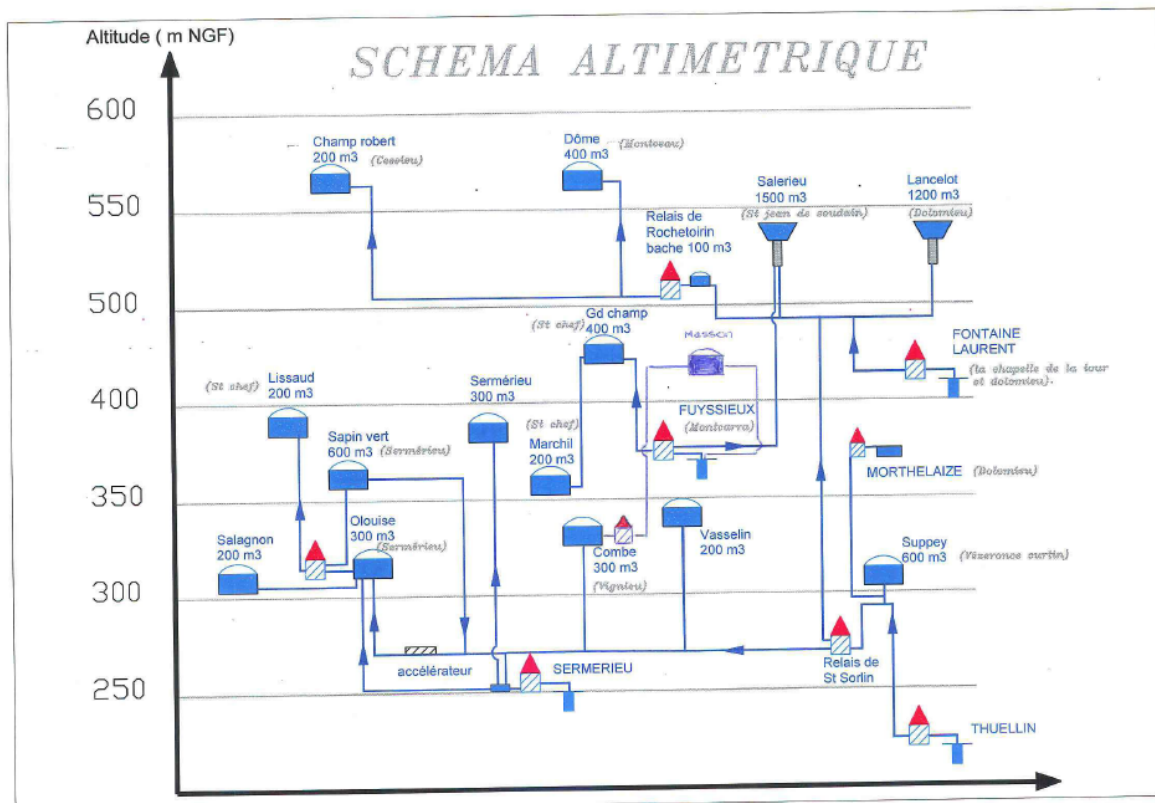 Altitude ( m NGF)
SCHEMA ALTIMETRIQUE
600
Champ robert
200 m3 (Cessieu)
Dôme
400 m3 (Montceau)
Salerieu
1500 m3
(St jean de soudain)
Lancelot
1200 m3
(Dolomieu)
550
Relais de
Rochetoirin
bache 100 m3
500
(St chef)
Gd champ
400 m3
Masson
FONTAINE
LAURENT
(la chapelle de la tour
et dolomieu).
(St chef)
Lissaud
200 m3
400
Sermérieu
300 m3
FUYSSIEUX
(Montcarra)
Sapin vert
600 m3 (Sermérieu)
(St chef)
Marchil
200 m3
MORTHELAIZE (Dolomieu)
350
Salagnon
200 m3
Olouise
300 m3
(Sermérieu)
Combe
300 m3
(Vignieu)
Vasselin
200 m3
Suppey
600 m3 (Vézeronce curtin)
300
accélérateur
SERMERIEU
Relais de
St Sorlin
250
THUELLIN